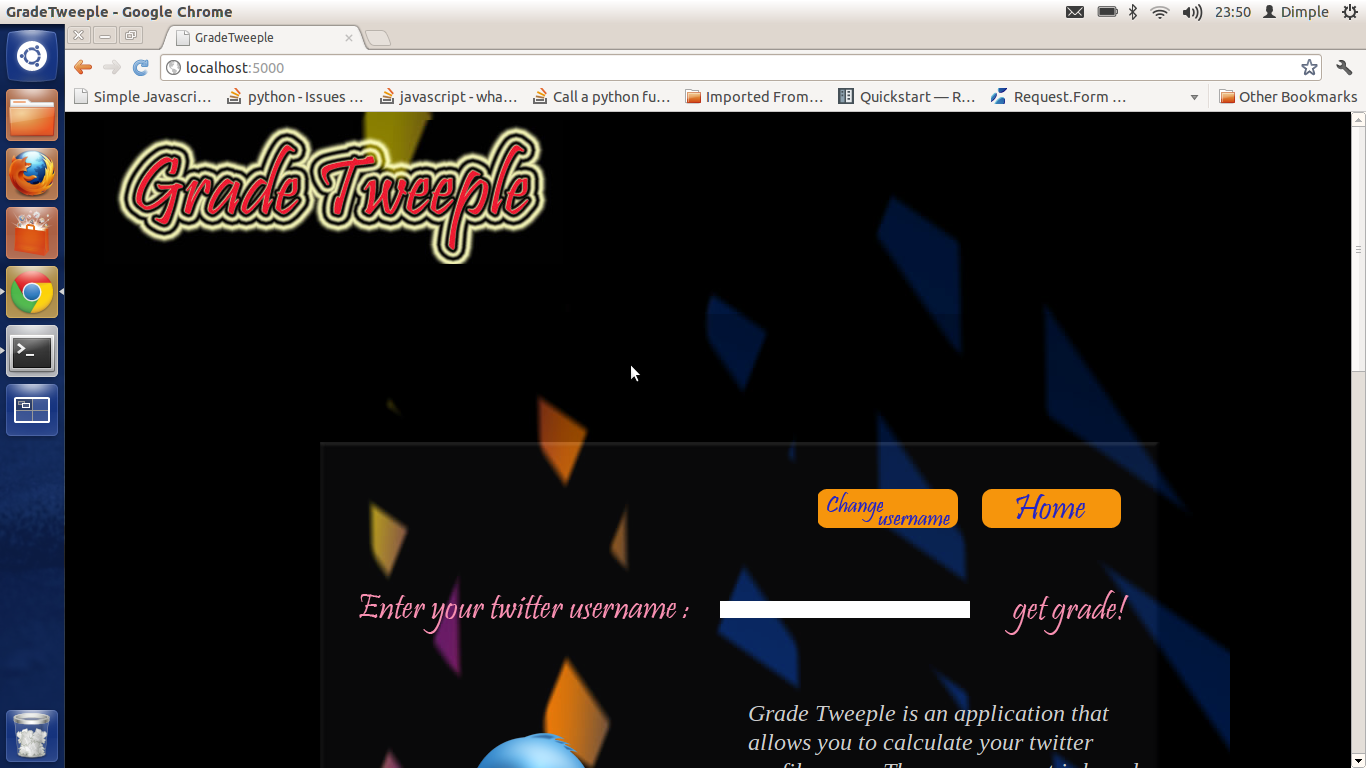 GradeTweeple - Google Chrome
23:50
Dimple
GradeTweeple
localhost:5000
Simple Javascri...
python - Issues ...
javascript - wha...
Call a python fu...
Imported From...
Quickstart — R...
Request.Form ...
Other Bookmarks
Grade Tweeple
Change username
Home
Enter your twitter username :
get grade!
Grade Tweeple is an application that
allows you to calculate your twitter